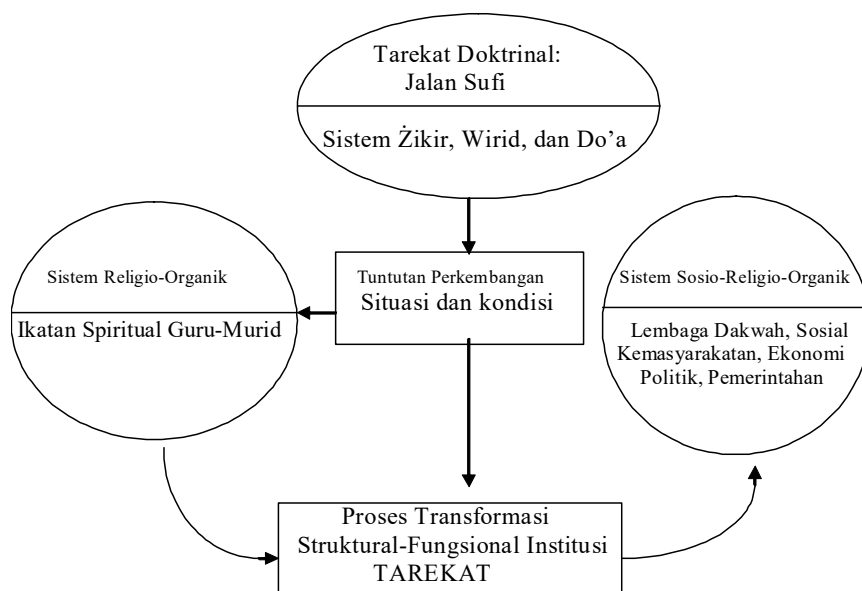 Tarekat Doktrinal:
Jalan Sufi
Sistem Żikir, Wirid, dan Do’a
Sistem Religio-Organik
Ikatan Spiritual Guru-Murid
Tuntutan Perkembangan
Situasi dan kondisi
Sistem Sosio-Religio-Organik
Lembaga Dakwah, Sosial
Kemasyarakatan, Ekonomi
Politik, Pemerintahan
Proses Transformasi
Struktural-Fungsional Institusi
TAREKAT